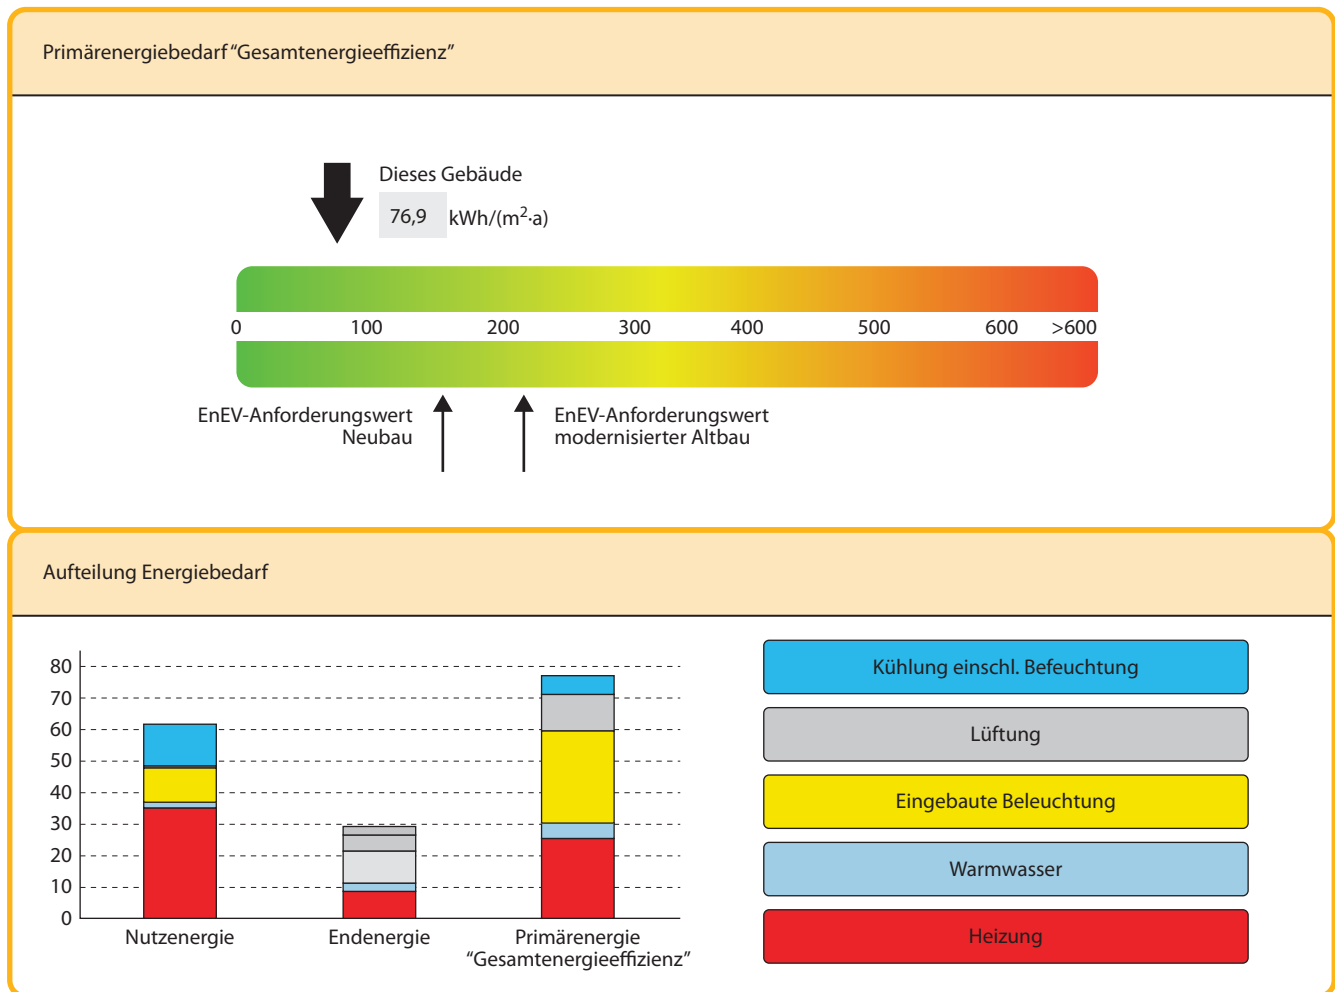 Primärenergiebedarf “Gesamtenergieeffizienz”
Dieses Gebäude
76,9 kWh/(m²·a)
0 100 200 300 400 500 600 >600
EnEV-Anforderungswert
Neubau
EnEV-Anforderungswert
modernisierter Altbau
Aufteilung Energiebedarf
80
70
60
50
40
30
20
10
0
Nutzenergie
Endenergie
Primärenergie
“Gesamtenergieeffizienz”
Kühlung einschl. Befeuchtung
Lüftung
Eingebaute Beleuchtung
Warmwasser
Heizung